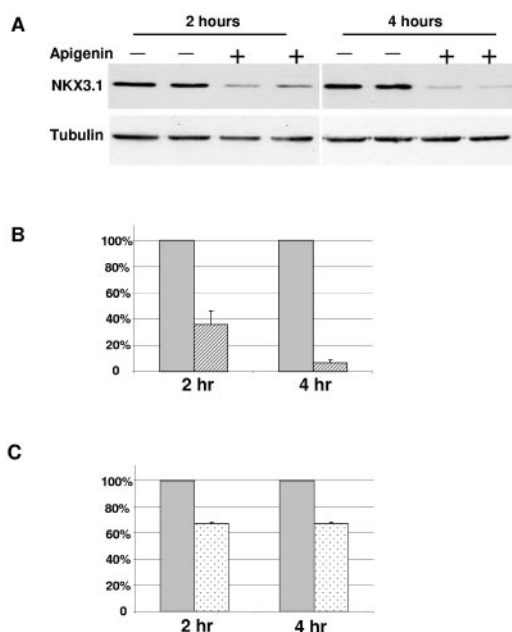 A
2 hours 4 hours
Apigenin — — + + — — + +
NKX3.1
Tubulin
B
100%
80%
60%
40%
20%
0
2 hr 4 hr
C
100%
80%
60%
40%
20%
0
2 hr 4 hr